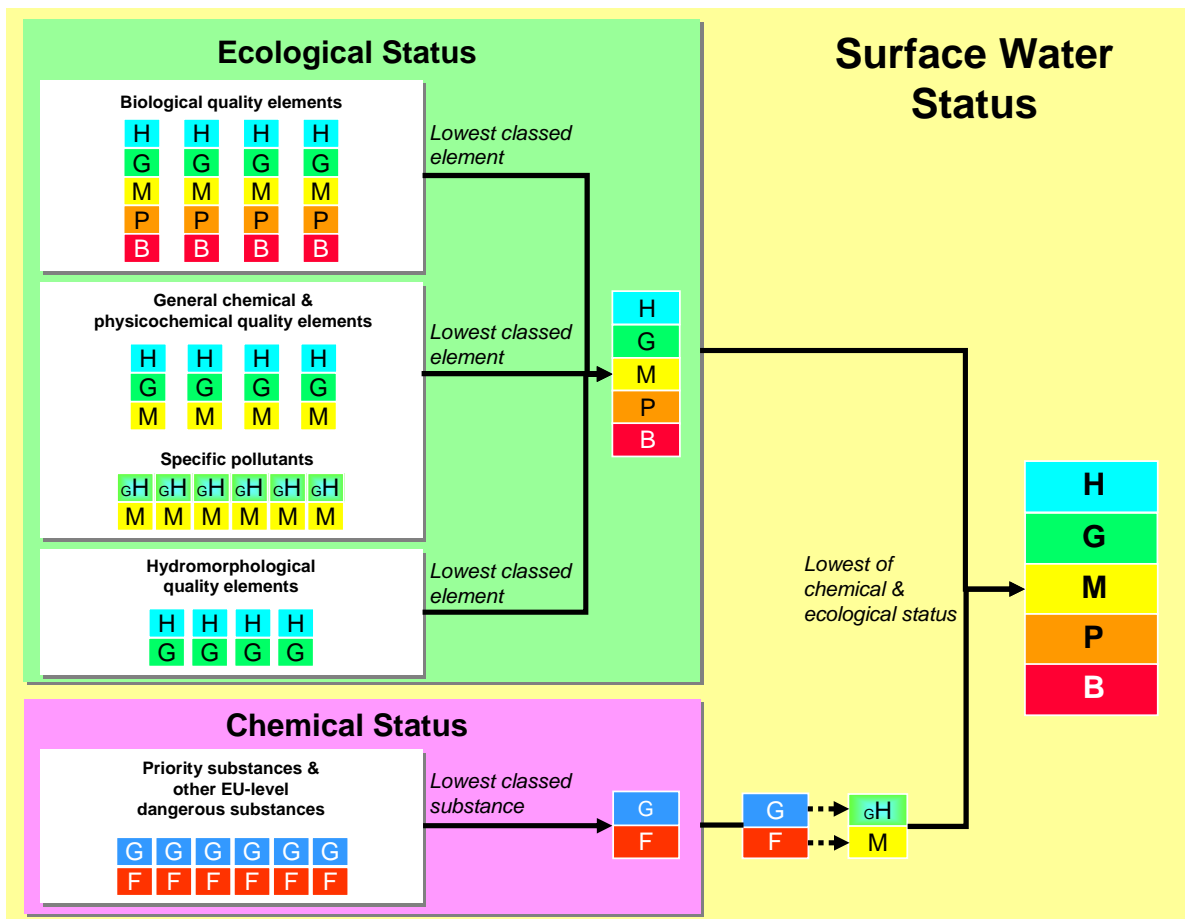 Ecological Status
Surface Water
Status
Biological quality elements
H H H H
G G G G
M M M M
P P P P
B B B B
Lowest classed
element
General chemical &
physicochemical quality elements
H H H H
G G G G
M M M M
Specific pollutants
GH GH GH GH GH GH
M M M M M M
Lowest classed
element
Hydromorphological
quality elements
H H H H
G G G G
Lowest classed
element
H
G
M
P
B
Chemical Status
Priority substances &
other EU-level
dangerous substances
G G G G G G
F F F F F F
Lowest classed
substance
G
F
G
F
GH
M
Lowest of
chemical &
ecological status
H
G
M
P
B